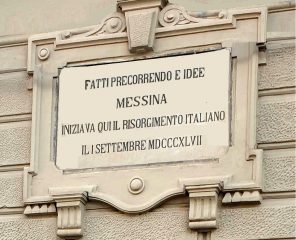 FATTI PRECORRENDO E IDEE
MESSINA
INIZIAVA QUI IL RISORGIMENTO ITALIANO
IL I SETTEMBRE MDCCCXLVII